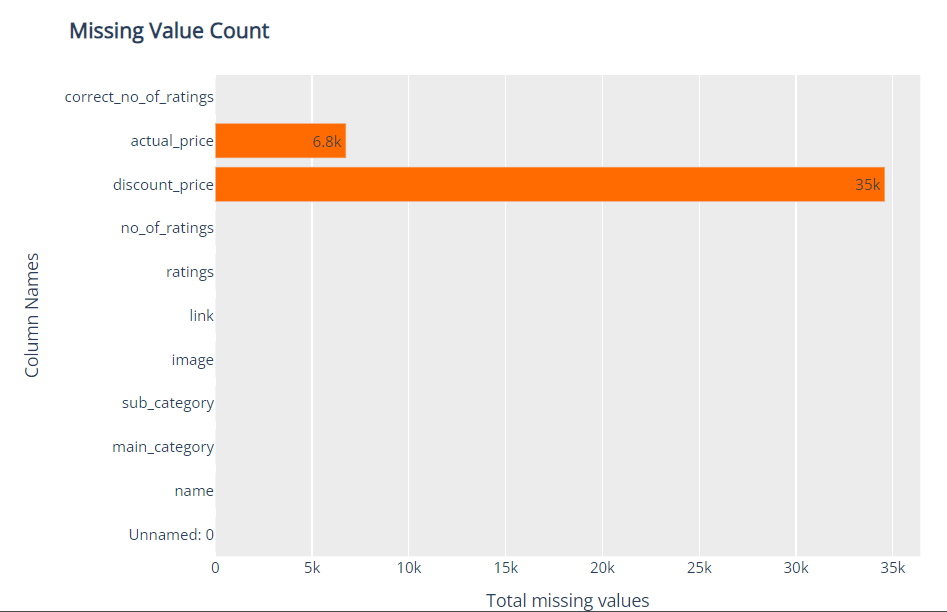 Missing Value Count
correct_no_of_ratings
actual_price
6.8k
discount_price
35k
no_of_ratings
ratings
link
image
sub_category
main_category
name
Unnamed: 0
Column Names
0 5k 10k 15k 20k 25k 30k 35k
Total missing values